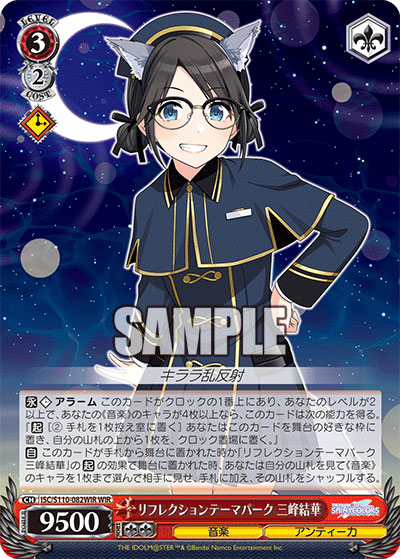 LEVEL
3
2
COST
SAMPLE
キララ乱反射
永 アラーム このカードがクロックの1番上にあり、あなたのレベルが2
以上で、あなたの《音楽》のキャラが4枚以上なら、このカードは次の能力を得る。
『起［② 手札を1枚控え室に置く］ あなたはこのカードを舞台の好きな枠に
置き、自分の山札の上から1枚を、クロック置場に置く。』
自 このカードが手札から舞台に置かれた時か「リフレクションテーマパーク
三峰結華」の起の効果で舞台に置かれた時、あなたは自分の山札を見て《音楽》
のキャラを1枚まで選んで相手に見せ、手札に加え、その山札をシャッフルする。
CH
ISC/S110-082WIR WIR
リフレクションテーマパーク 三峰結華
SHINYCOLORS
CHARACTER
9500
音楽
アンティーカ
THE IDOLM@STER™ & ©Bandai Namco Entertainment Inc.